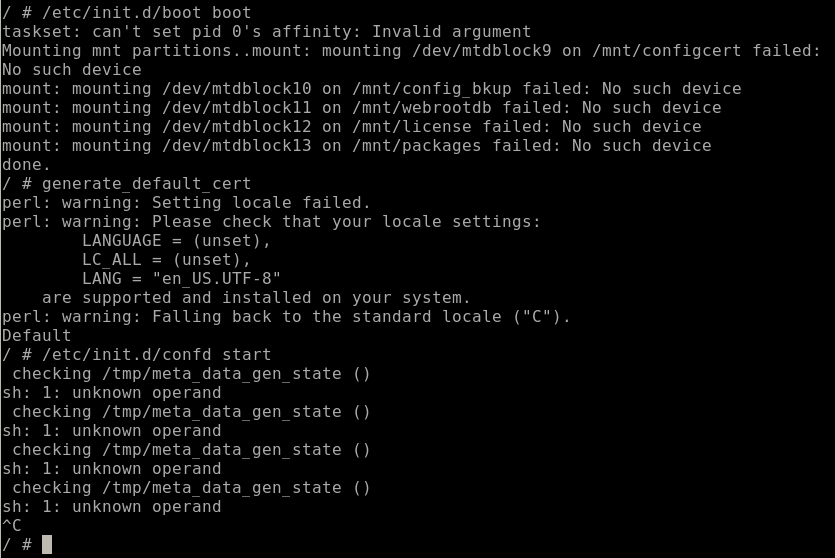 / # /etc/init.d/boot boot
taskset: can't set pid 0's affinity: Invalid argument
Mounting mnt partitions..mount: mounting /dev/mtdblock9 on /mnt/configcert failed:
No such device
mount: mounting /dev/mtdblock10 on /mnt/config_bkup failed: No such device
mount: mounting /dev/mtdblock11 on /mnt/webrootdb failed: No such device
mount: mounting /dev/mtdblock12 on /mnt/license failed: No such device
mount: mounting /dev/mtdblock13 on /mnt/packages failed: No such device
done.
/ # generate_default_cert
perl: warning: Setting locale failed.
perl: warning: Please check that your locale settings:
        LANGUAGE = (unset),
        LC_ALL = (unset),
        LANG = "en_US.UTF-8"
    are supported and installed on your system.
perl: warning: Falling back to the standard locale ("C").
Default
/ # /etc/init.d/confd start
 checking /tmp/meta_data_gen_state ()
sh: 1: unknown operand
 checking /tmp/meta_data_gen_state ()
sh: 1: unknown operand
 checking /tmp/meta_data_gen_state ()
sh: 1: unknown operand
 checking /tmp/meta_data_gen_state ()
sh: 1: unknown operand
^C
/ #